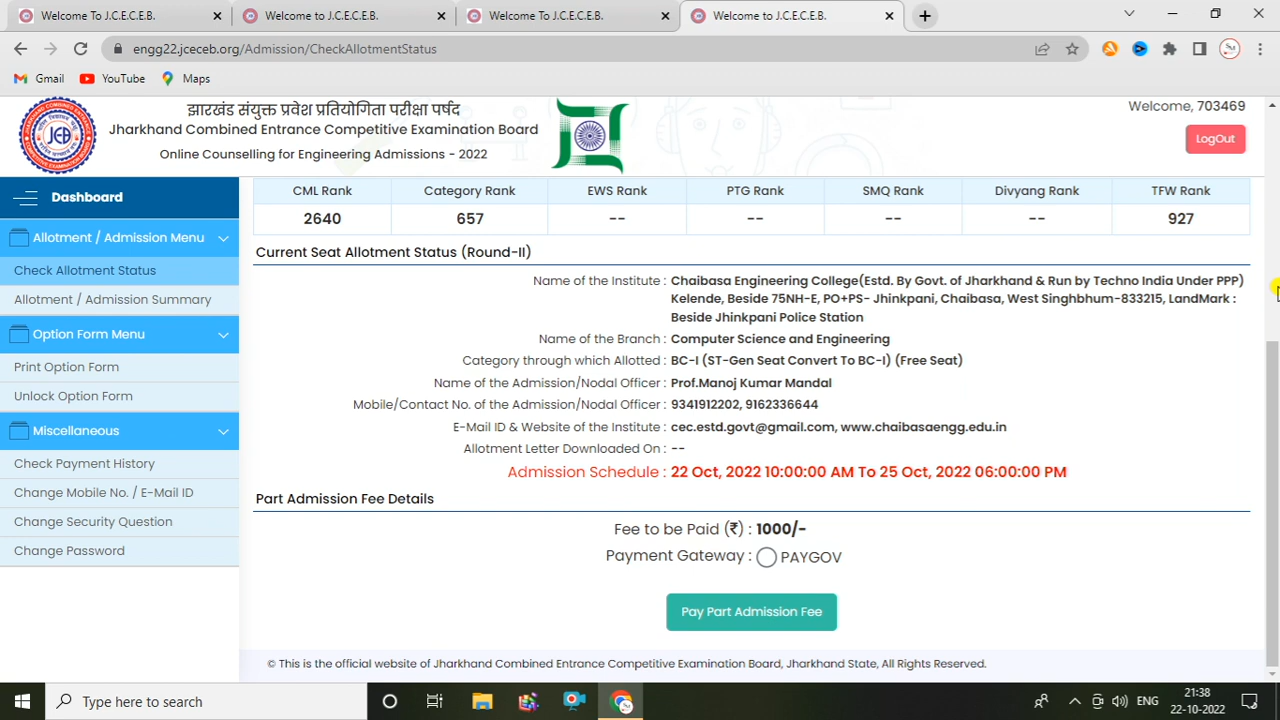 Welcome To J.C.E.C.E.B.
Welcome to J.C.E.C.E.B.
Welcome To J.C.E.C.E.B.
Welcome to J.C.E.C.E.B.
engg22.jceceb.org/Admission/CheckAllotmentStatus
Gmail YouTube Maps
JEB
झारखंड संयुक्त प्रवेश प्रतियोगिता परीक्षा पर्षद
Jharkhand Combined Entrance Competitive Examination Board
Online Counselling for Engineering Admissions - 2022
Welcome, 703469
LogOut
Dashboard
Allotment / Admission Menu
Check Allotment Status
Allotment / Admission Summary
Option Form Menu
Print Option Form
Unlock Option Form
Miscellaneous
Check Payment History
Change Mobile No. / E-Mail ID
Change Security Question
Change Password
CML Rank Category Rank EWS Rank PTG Rank SMQ Rank Divyang Rank TFW Rank
2640 657 -- -- -- -- 927
Current Seat Allotment Status (Round-II)
Name of the Institute : Chaibasa Engineering College(Estd. By Govt. of Jharkhand & Run by Techno India Under PPP)
Kelende, Beside 75NH-E, PO+PS- Jhinkpani, Chaibasa, West Singhbhum-833215, LandMark :
Beside Jhinkpani Police Station
Name of the Branch : Computer Science and Engineering
Category through which Allotted : BC-I (ST-Gen Seat Convert To BC-I) (Free Seat)
Name of the Admission/Nodal Officer : Prof.Manoj Kumar Mandal
Mobile/Contact No. of the Admission/Nodal Officer : 9341912202, 9162336644
E-Mail ID & Website of the Institute : cec.estd.govt@gmail.com, www.chaibasaengg.edu.in
Allotment Letter Downloaded On : --
Admission Schedule : 22 Oct, 2022 10:00:00 AM To 25 Oct, 2022 06:00:00 PM
Part Admission Fee Details
Fee to be Paid (₹) : 1000/-
Payment Gateway : PAYGOV
Pay Part Admission Fee
© This is the official website of Jharkhand Combined Entrance Competitive Examination Board, Jharkhand State, All Rights Reserved.
Type here to search
ENG
21:38
22-10-2022